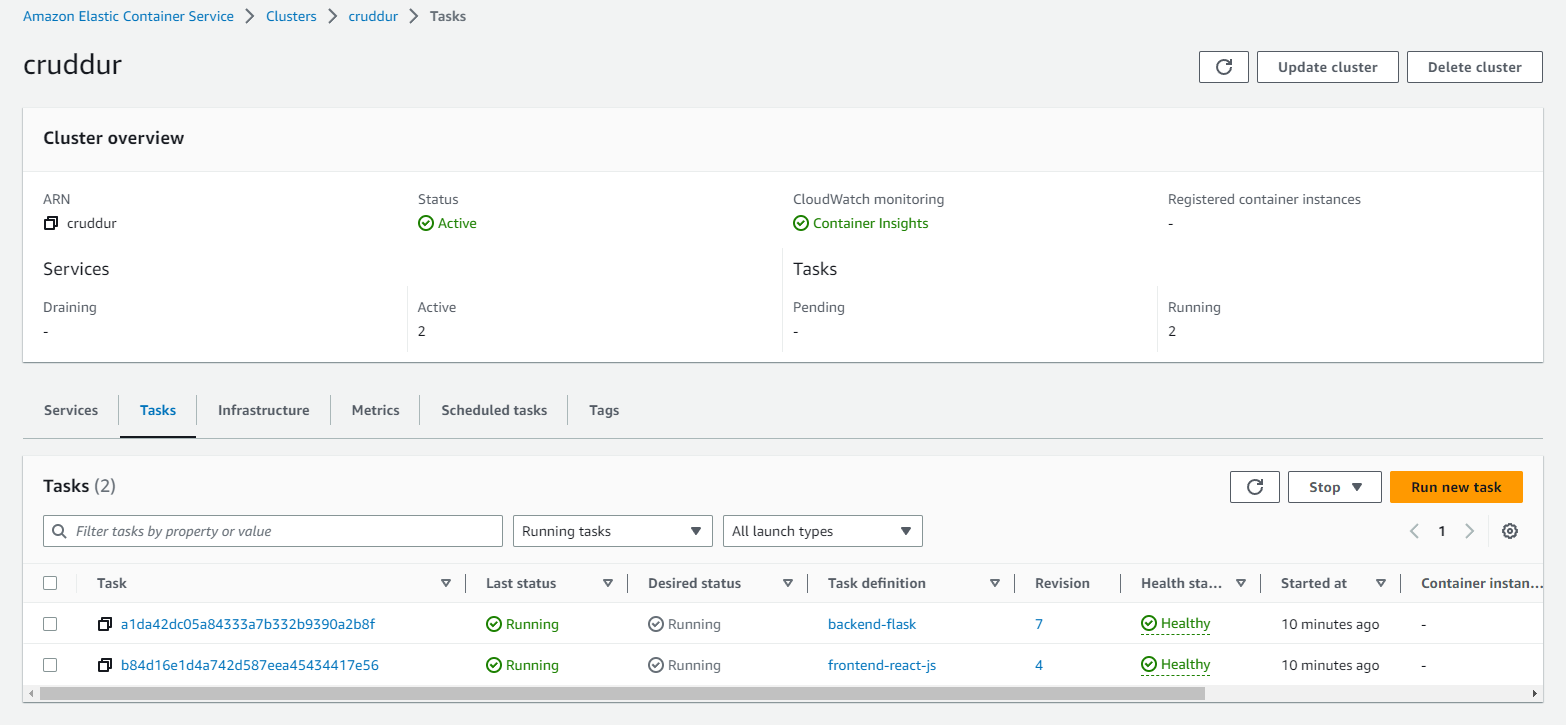 Amazon Elastic Container Service > Clusters > cruddur > Tasks
cruddur
Update cluster Delete cluster
Cluster overview
ARN Status CloudWatch monitoring Registered container instances
cruddur Active Container Insights -
Services Tasks
Draining Active Pending Running
- 2 - 2
Services Tasks Infrastructure Metrics Scheduled tasks Tags
Tasks (2)
Stop Run new task
Filter tasks by property or value Running tasks All launch types 1
Task Last status Desired status Task definition Revision Health sta... Started at Container instan...
a1da42dc05a84333a7b332b9390a2b8f Running Running backend-flask 7 Healthy 10 minutes ago -
b84d16e1d4a742d587eea45434417e56 Running Running frontend-react-js 4 Healthy 10 minutes ago -